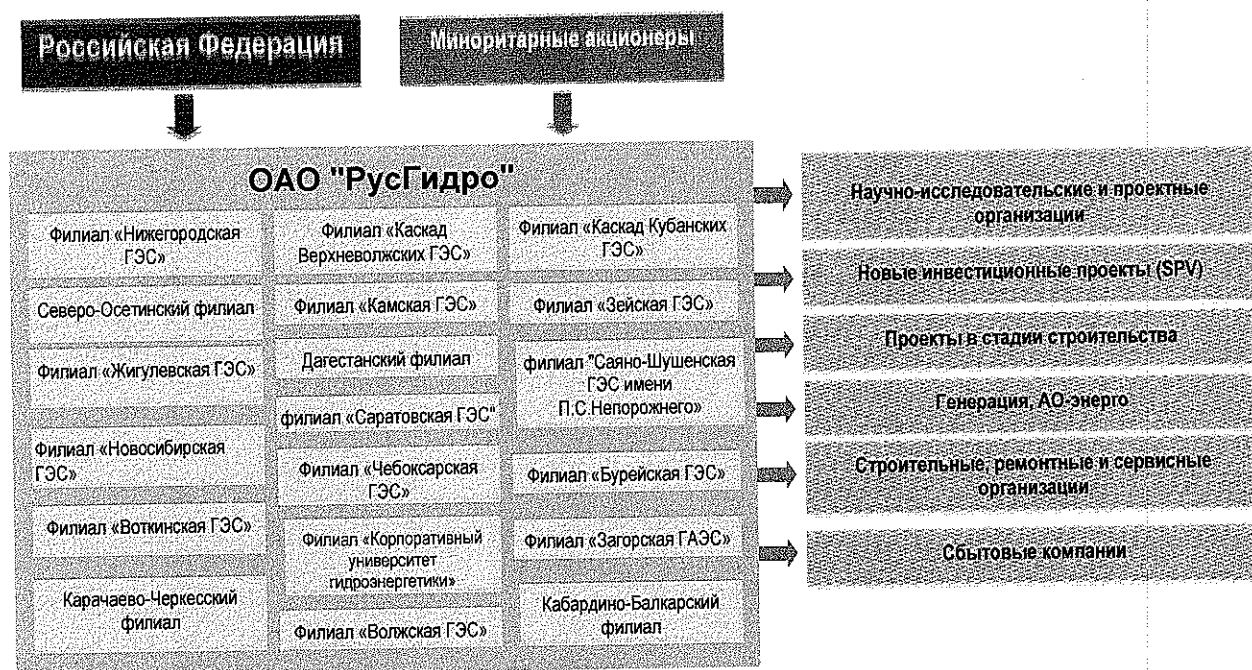 Российская Федерация
Миноритарные акционеры
ОАО "РусГидро"
Филиал «Нижегородская
ГЭС»
Северо-Осетинский филиал
Филиал «Жигулевская ГЭС»
Филиал «Новосибирская
ГЭС»
Филиал «Воткинская ГЭС»
Карачаево-Черкесский
филиал
Филиал «Каскад
Верхневолжских ГЭС»
Филиал «Камская ГЭС»
Дагестанский филиал
филиал «Саратовская ГЭС"
Филиал «Чебоксарская
ГЭС»
Филиал «Корпоративный
университет
гидроэнергетики»
Филиал «Волжская ГЭС»
Филиал «Каскад Кубанских
ГЭС»
Филиал «Зейская ГЭС»
филиал "Саяно-Шушенская
ГЭС имени
П.С.Непорожнего»
Филиал «Бурейская ГЭС»
Филиал «Загорская ГАЭС»
Кабардино-Балкарский
филиал
Научно-исследовательские и проектные
организации
Новые инвестиционные проекты (SPV)
Проекты в стадии строительства
Генерация, АО-энерго
Строительные, ремонтные и сервисные
организации
Сбытовые компании